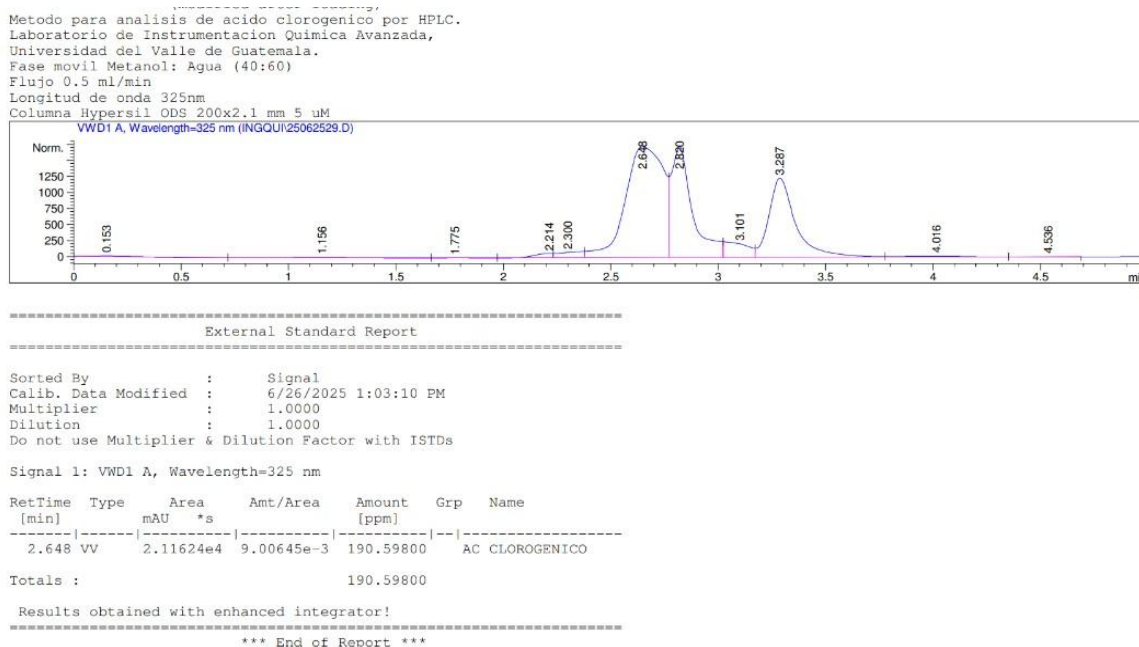 (modified after loading)
Metodo para analisis de acido clorogenico por HPLC.
Laboratorio de Instrumentacion Quimica Avanzada,
Universidad del Valle de Guatemala.
Fase movil Metanol: Agua (40:60)
Flujo 0.5 ml/min
Longitud de onda 325nm
Columna Hypersil ODS 200x2.1 mm 5 uM
VWD1 A, Wavelength=325 nm (INGQUI\25062529.D)
Norm.
1250
1000
750
500
250
0
0.153
1.156
1.775
2.214
2.300
2.648
2.820
3.101
3.287
4.016
4.536
0 0.5 1 1.5 2 2.5 3 3.5 4 4.5 mi
=====================================================================
External Standard Report
=====================================================================
Sorted By : Signal
Calib. Data Modified : 6/26/2025 1:03:10 PM
Multiplier : 1.0000
Dilution : 1.0000
Do not use Multiplier & Dilution Factor with ISTDs
Signal 1: VWD1 A, Wavelength=325 nm
RetTime Type Area Amt/Area Amount Grp Name
[min] mAU *s [ppm]
-------|------|----------|----------|----------|--|------------------
2.648 VV 2.11624e4 9.00645e-3 190.59800 AC CLOROGENICO
Totals : 190.59800
Results obtained with enhanced integrator!
=====================================================================
*** End of Report ***